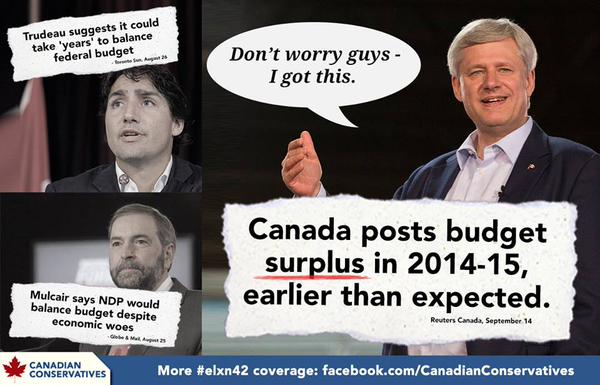 Trudeau suggests it could
take 'years' to balance
federal budget
- Toronto Sun, August 26
Don't worry guys -
I got this.
Mulcair says NDP would
balance budget despite
economic woes
- Globe & Mail, August 25
Canada posts budget
surplus in 2014-15,
earlier than expected.
Reuters Canada, September 14
CANADIAN
CONSERVATIVES
More #elxn42 coverage: facebook.com/CanadianConservatives